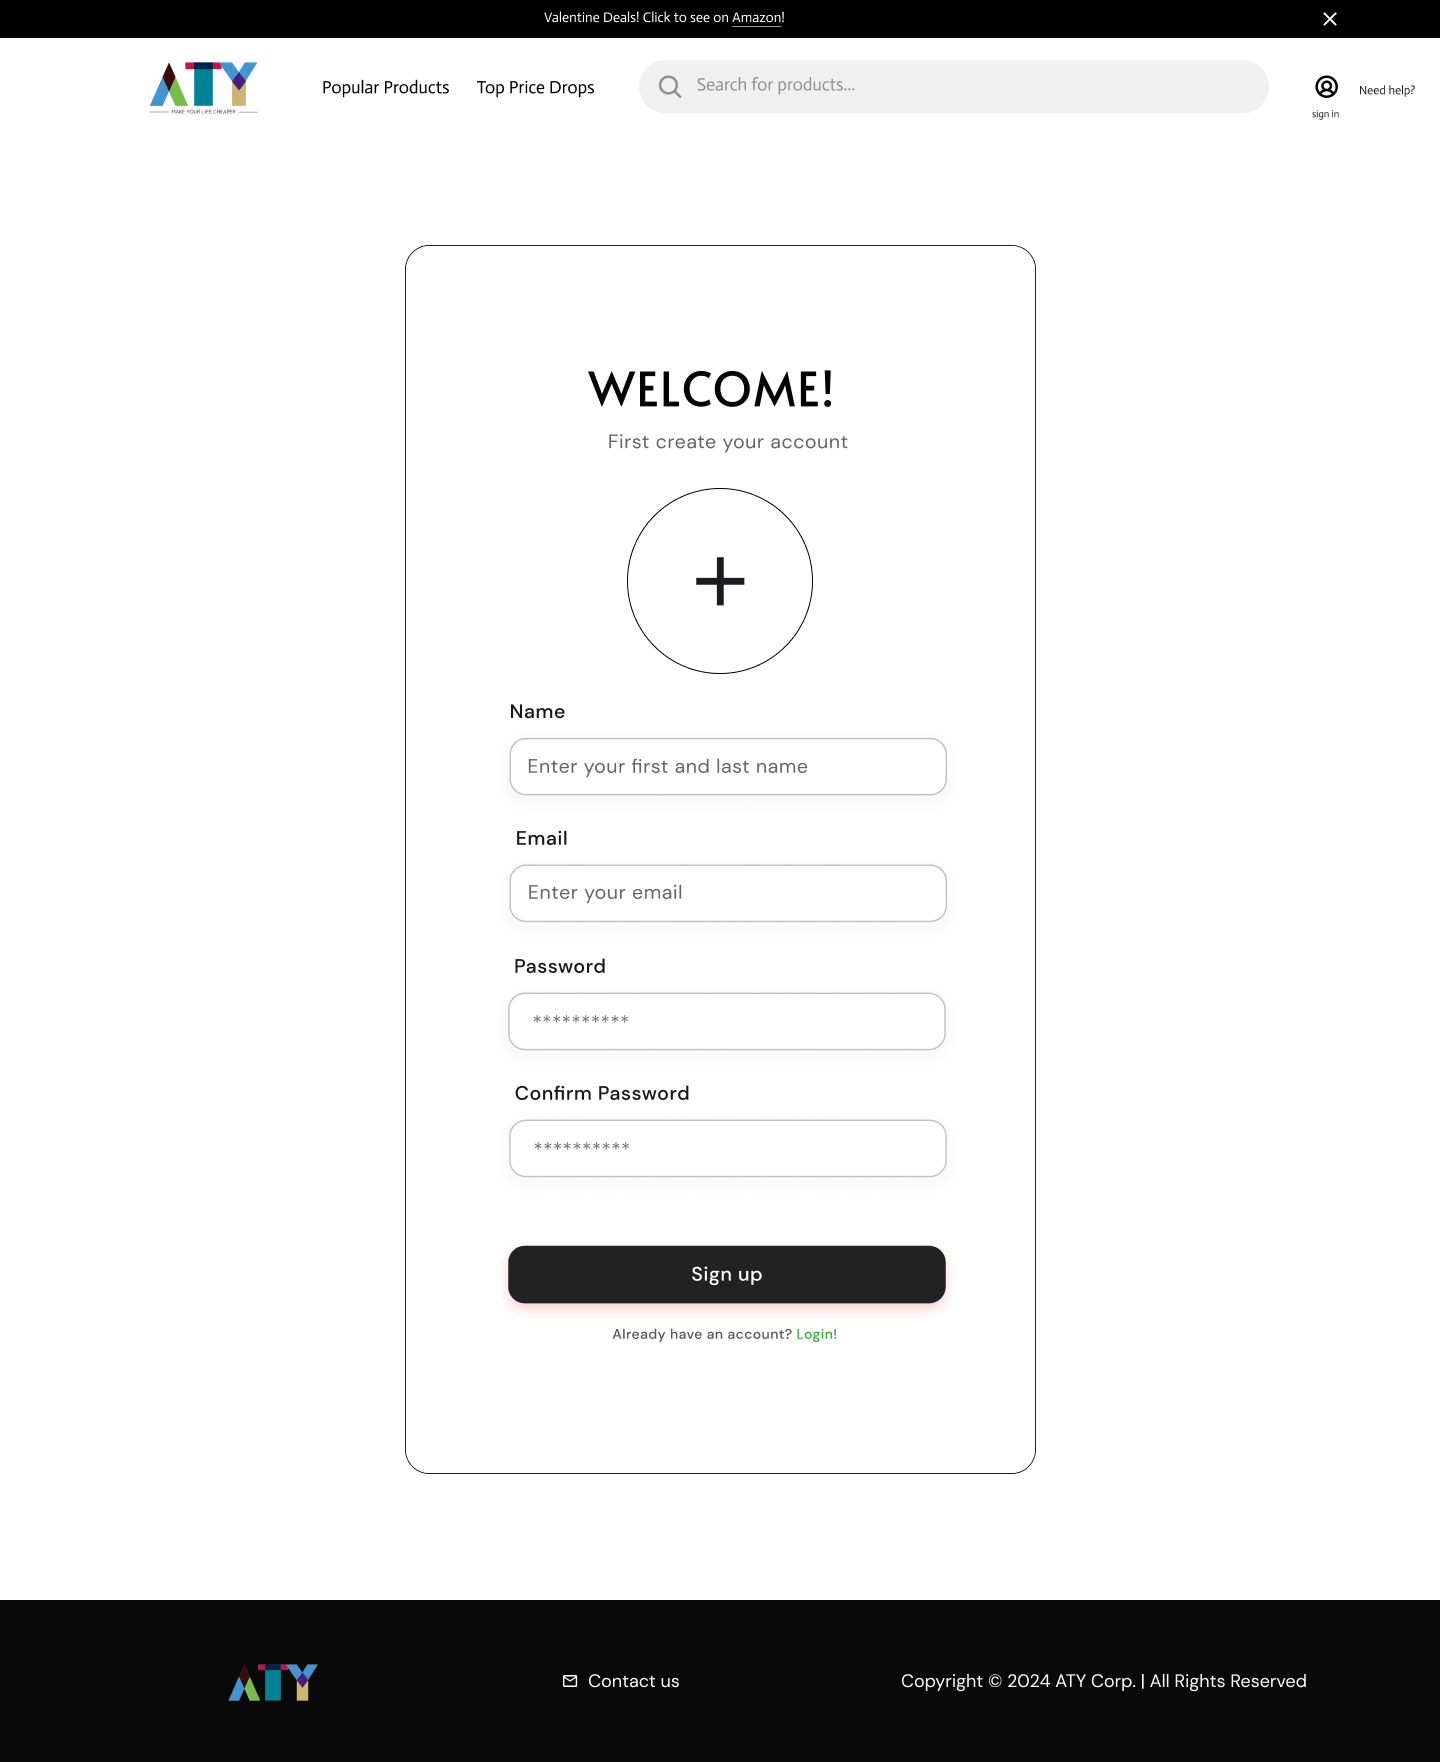 Valentine Deals! Click to see on Amazon!
ATY
MAKE YOUR LIFE CHEAPER
Popular Products
Top Price Drops
Search for products...
sign in
Need help?
WELCOME!
First create your account
Name
Enter your first and last name
Email
Enter your email
Password
**********
Confirm Password
**********
Sign up
Already have an account? Login!
ATY
Contact us
Copyright © 2024 ATY Corp. | All Rights Reserved